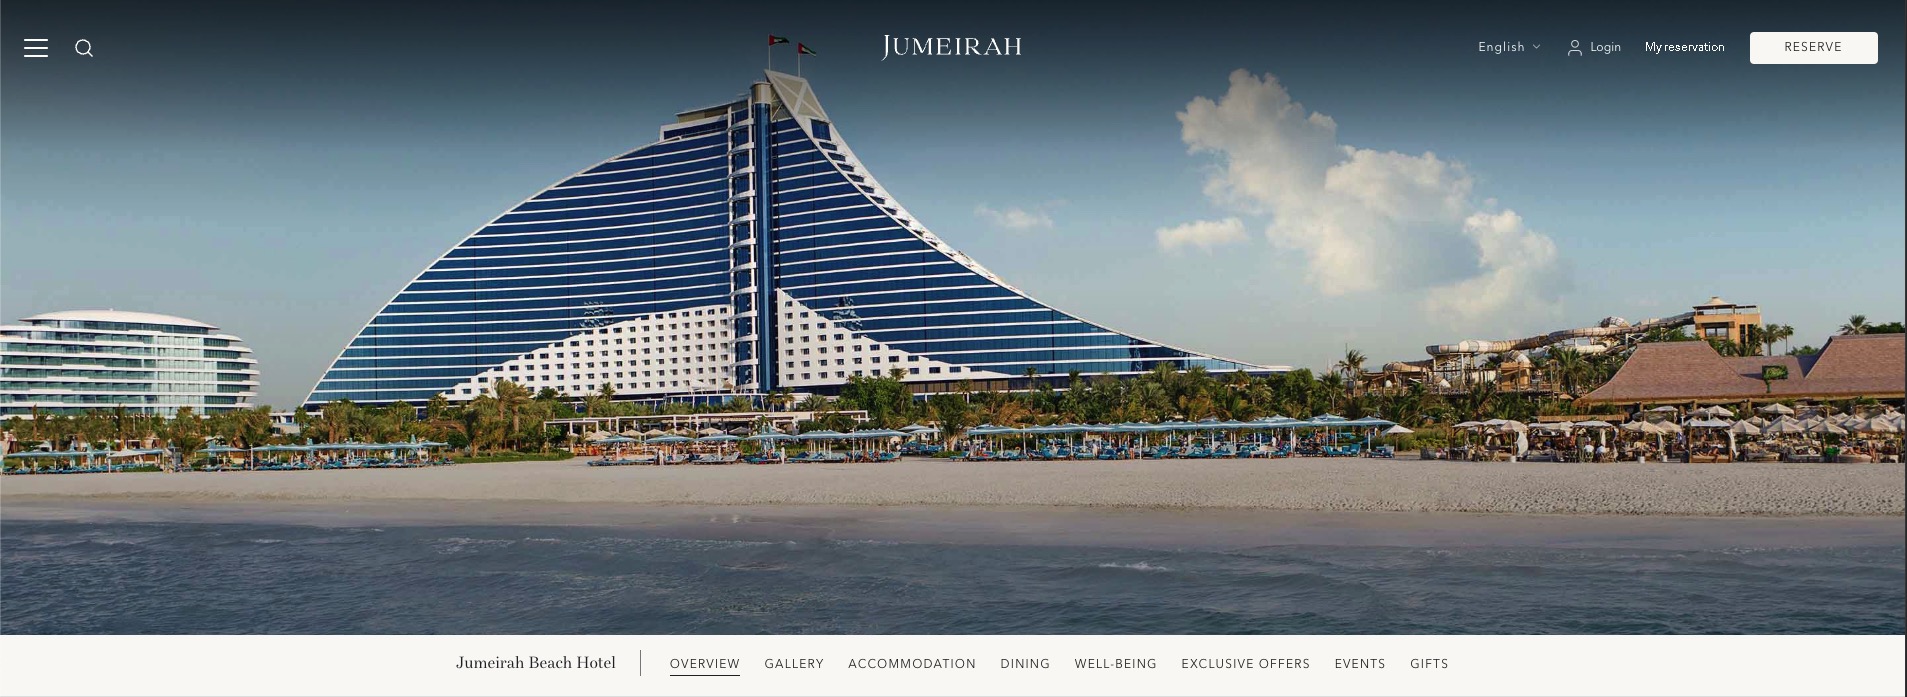 JUMEIRAH
English
Login
My reservation
RESERVE
Jumeirah Beach Hotel
OVERVIEW
GALLERY
ACCOMMODATION
DINING
WELL-BEING
EXCLUSIVE OFFERS
EVENTS
GIFTS